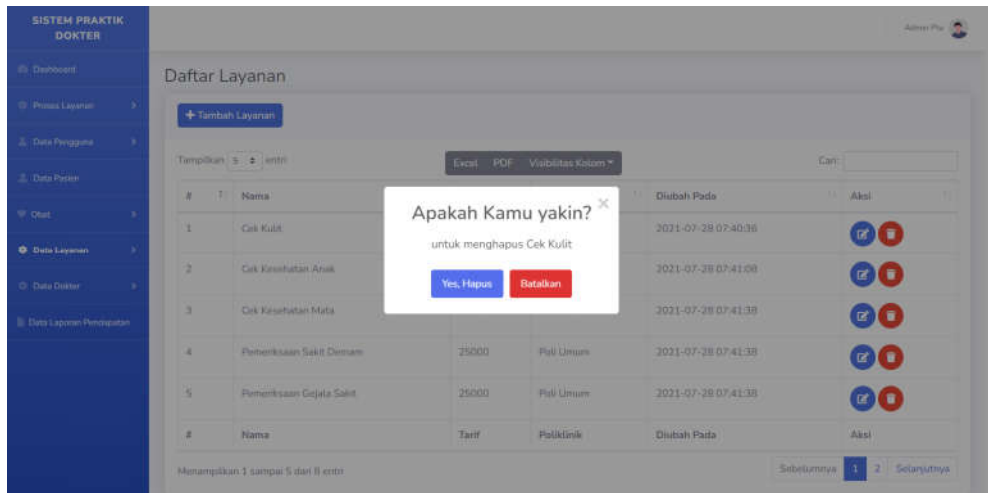 SISTEM PRAKTIK
DOKTER
Dashboard
Proses Layanan
Data Pengguna
Data Pasien
Obat
Data Layanan
Data Dokter
Data Laporan Pendapatan
Daftar Layanan
+ Tambah Layanan
Tampilkan 5 entri
Excel PDF Visibilitas Kolom
Cari:
# Nama Diubah Pada Aksi
1 Cek Kulit 2021-07-28 07:40:36
2 Cek Kesehatan Anak 2021-07-28 07:41:08
3 Cek Kesehatan Mata 2021-07-28 07:41:38
4 Pemeriksaan Sakit Demam 25000 Poli Umum 2021-07-28 07:41:38
5 Pemeriksaan Gejala Sakit 25000 Poli Umum 2021-07-28 07:41:38
# Nama Tarif Poliklinik Diubah Pada Aksi
Menampilkan 1 sampai 5 dari 8 entri
Sebelumnya 1 2 Selanjutnya
Apakah Kamu yakin? ×
untuk menghapus Cek Kulit
Yes, Hapus Batalkan